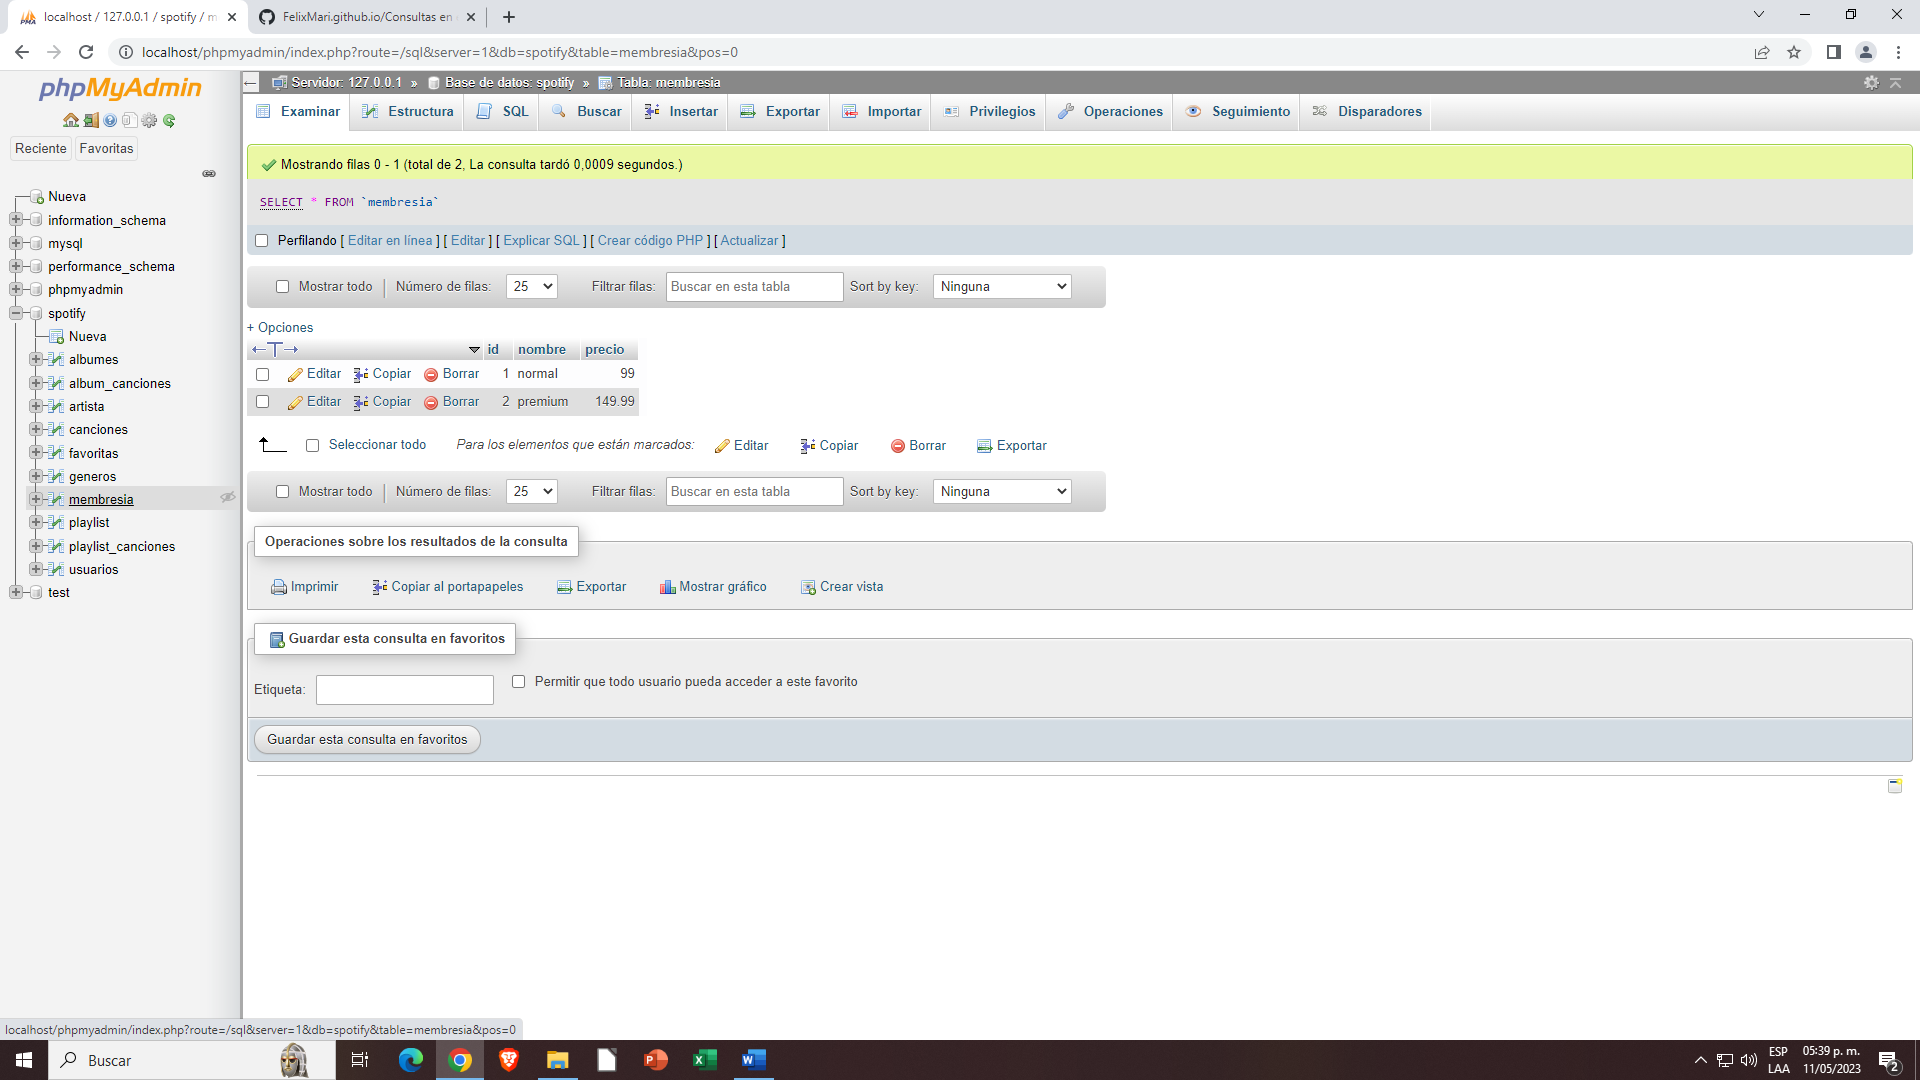 localhost / 127.0.0.1 / spotify / m
FelixMari.github.io/Consultas en
localhost/phpmyadmin/index.php?route=/sql&server=1&db=spotify&table=membresia&pos=0
phpMyAdmin
Reciente Favoritas
Nueva
information_schema
mysql
performance_schema
phpmyadmin
spotify
Nueva
albumes
album_canciones
artista
canciones
favoritas
generos
membresia
playlist
playlist_canciones
usuarios
test
Servidor: 127.0.0.1 » Base de datos: spotify » Tabla: membresia
Examinar Estructura SQL Buscar Insertar Exportar Importar Privilegios Operaciones Seguimiento Disparadores
Mostrando filas 0 - 1 (total de 2, La consulta tardó 0,0009 segundos.)
SELECT * FROM `membresia`
Perfilando [ Editar en línea ] [ Editar ] [ Explicar SQL ] [ Crear código PHP ] [ Actualizar ]
Mostrar todo Número de filas: 25 Filtrar filas: Buscar en esta tabla Sort by key: Ninguna
+ Opciones
←T→ id nombre precio
Editar Copiar Borrar 1 normal 99
Editar Copiar Borrar 2 premium 149.99
Seleccionar todo Para los elementos que están marcados: Editar Copiar Borrar Exportar
Mostrar todo Número de filas: 25 Filtrar filas: Buscar en esta tabla Sort by key: Ninguna
Operaciones sobre los resultados de la consulta
Imprimir Copiar al portapapeles Exportar Mostrar gráfico Crear vista
Guardar esta consulta en favoritos
Etiqueta: Permitir que todo usuario pueda acceder a este favorito
Guardar esta consulta en favoritos
localhost/phpmyadmin/index.php?route=/sql&server=1&db=spotify&table=membresia&pos=0
Buscar
ESP
LAA
05:39 p. m.
11/05/2023
2